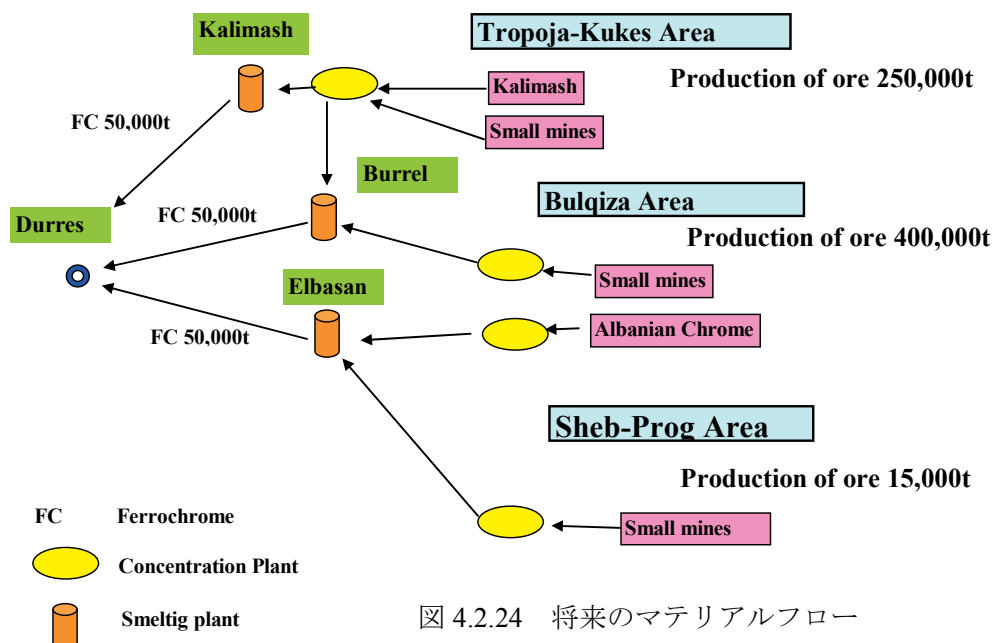 Kalimash
Tropoja-Kukes Area
Production of ore 250,000t
Kalimash
FC 50,000t
Small mines
Burrel
Bulqiza Area
Durres
FC 50,000t
Production of ore 400,000t
Small mines
Elbasan
Albanian Chrome
FC 50,000t
Sheb-Prog Area
Production of ore 15,000t
FC Ferrochrome
Small mines
Concentration Plant
Smeltig plant
図 4.2.24 将来のマテリアルフロー